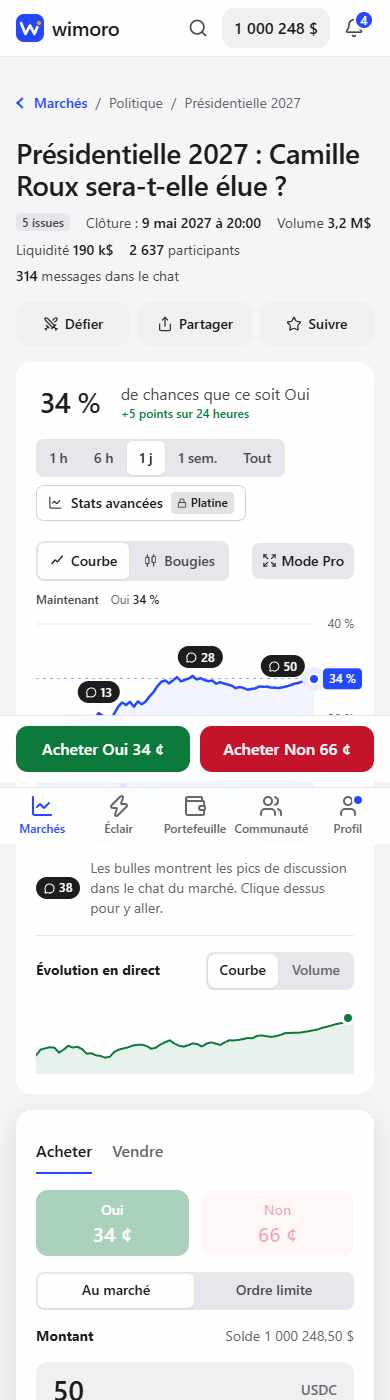 wimoro
1 000 248 $
4
Marchés / Politique / Présidentielle 2027
Présidentielle 2027 : Camille
Roux sera-t-elle élue ?
5 issues Clôture : 9 mai 2027 à 20:00 Volume 3,2 M$
Liquidité 190 k$ 2 637 participants
314 messages dans le chat
Défier Partager Suivre
34 % de chances que ce soit Oui
+5 points sur 24 heures
1 h 6 h 1 j 1 sem. Tout
Stats avancées Platine
Courbe Bougies Mode Pro
Maintenant Oui 34 %
40 %
28
50
34 %
13
Acheter Oui 34 ¢ Acheter Non 66 ¢
Marchés Éclair Portefeuille Communauté Profil
Les bulles montrent les pics de discussion
38 dans le chat du marché. Clique dessus
pour y aller.
Évolution en direct Courbe Volume
Acheter Vendre
Oui Non
34 ¢ 66 ¢
Au marché Ordre limite
Montant Solde 1 000 248,50 $
50 USDC